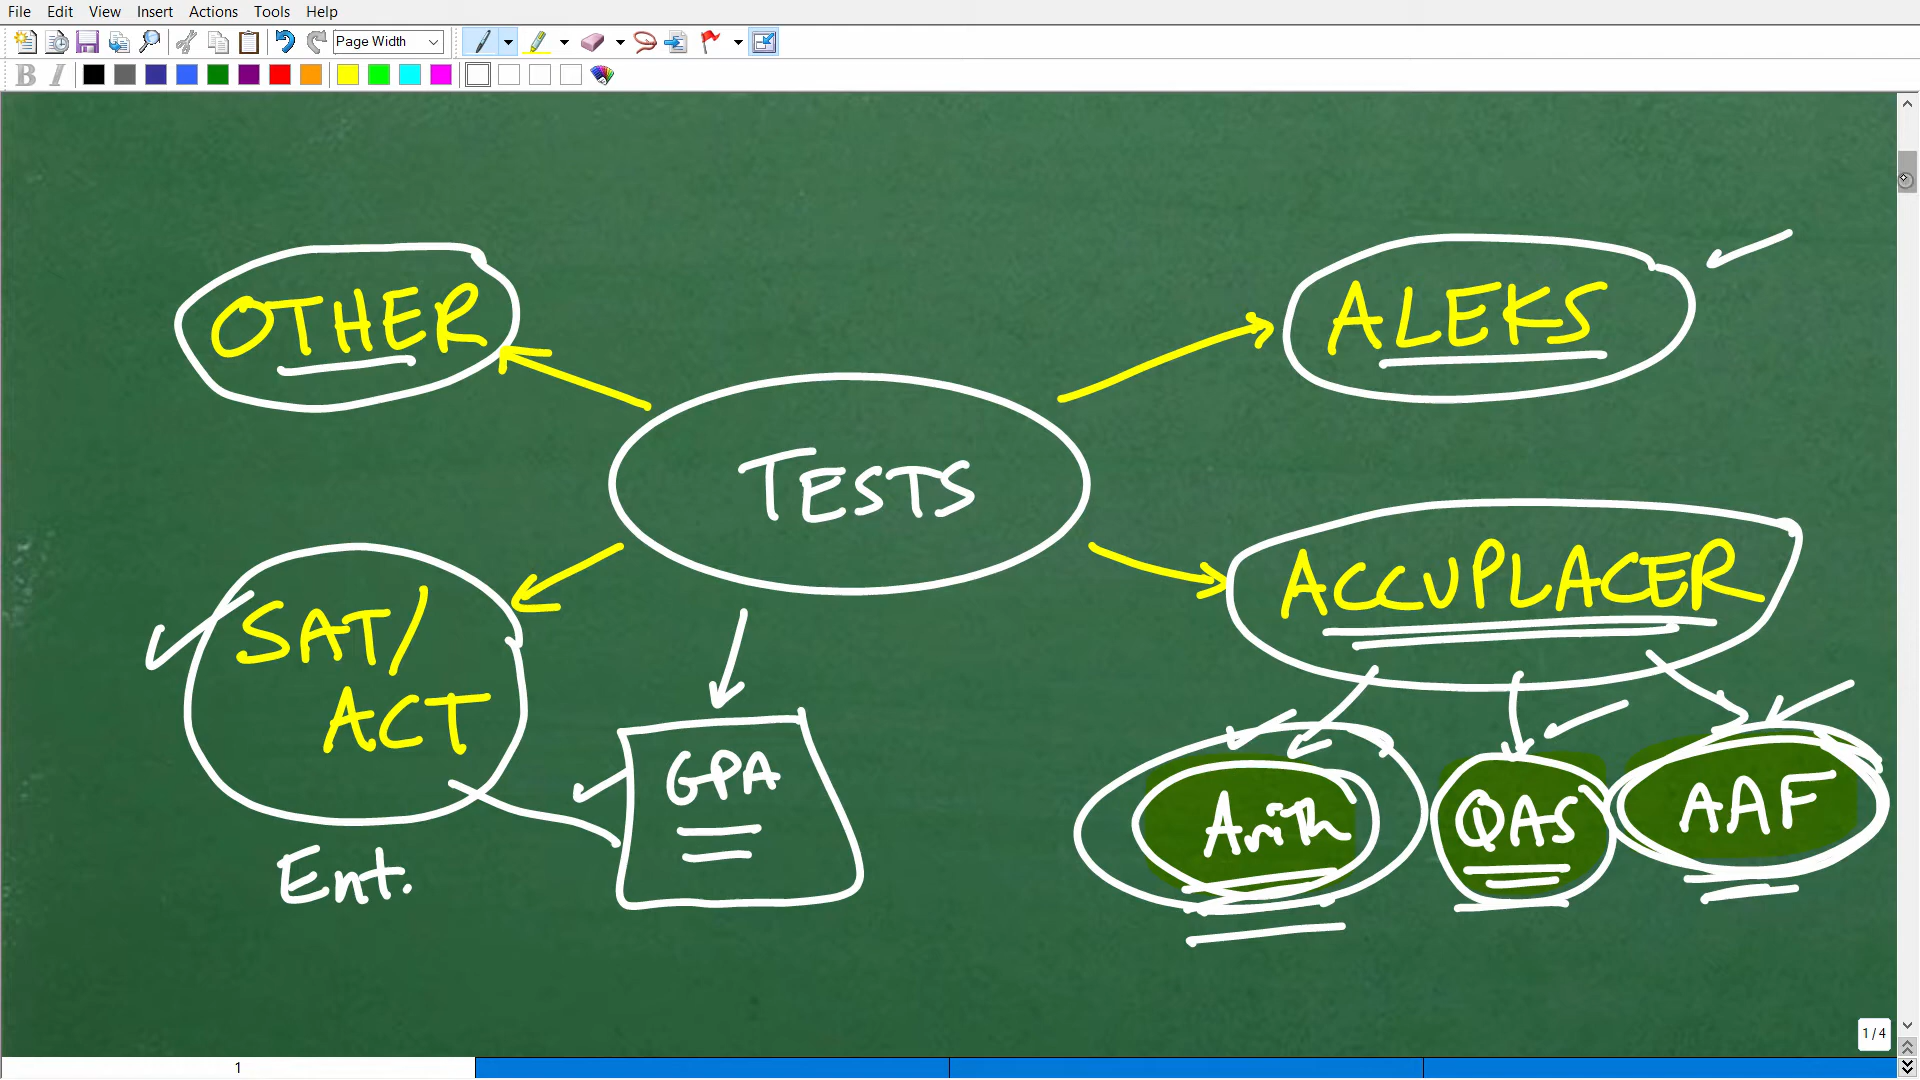 File Edit View Insert Actions Tools Help
Page Width
B I
OTHER
ALEKS
TESTS
ACCUPLACER
SAT/
ACT
GPA
Arith
QAS
AAF
Ent.
1 / 4
1